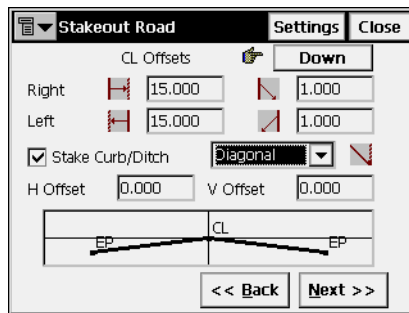 Stakeout Road Settings Close
CL Offsets Down
Right 15.000 1.000
Left 15.000 1.000
Stake Curb/Ditch Diagonal
H Offset 0.000 V Offset 0.000
CL
EP EP
<< Back Next >>